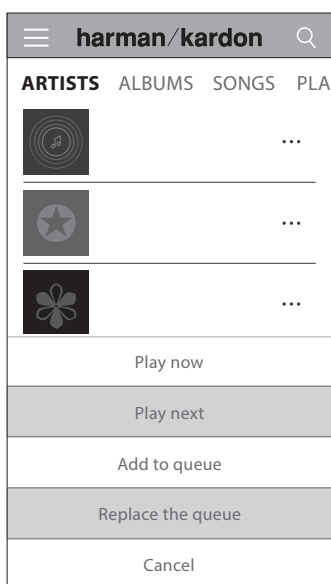 harman/kardon
ARTISTS ALBUMS SONGS PLA
Play now
Play next
Add to queue
Replace the queue
Cancel